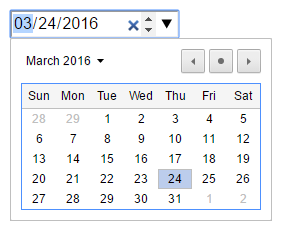 03/24/2016
March 2016
Sun Mon Tue Wed Thu Fri Sat
28 29 1 2 3 4 5
6 7 8 9 10 11 12
13 14 15 16 17 18 19
20 21 22 23 24 25 26
27 28 29 30 31 1 2